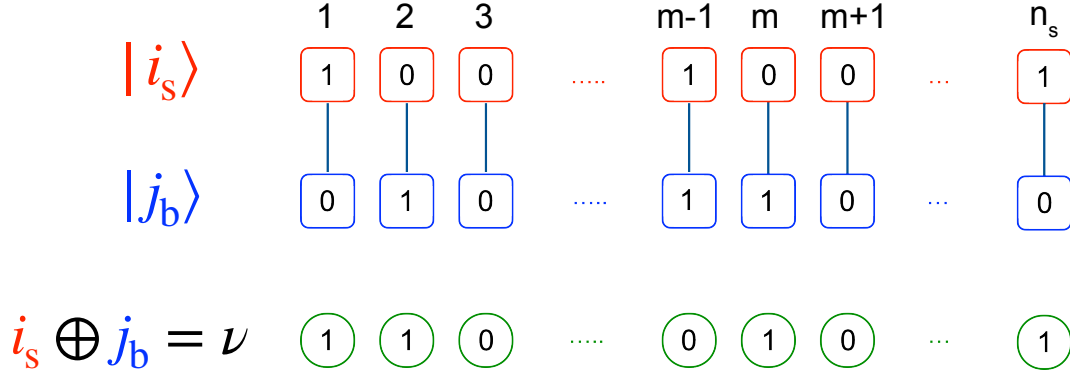 1 2 3 m-1 m m+1 n_s
|i_s⟩ 1 0 0 ..... 1 0 0 ... 1
|j_b⟩ 0 1 0 ..... 1 1 0 ... 0
i_s ⊕ j_b = ν 1 1 0 ..... 0 1 0 ... 1